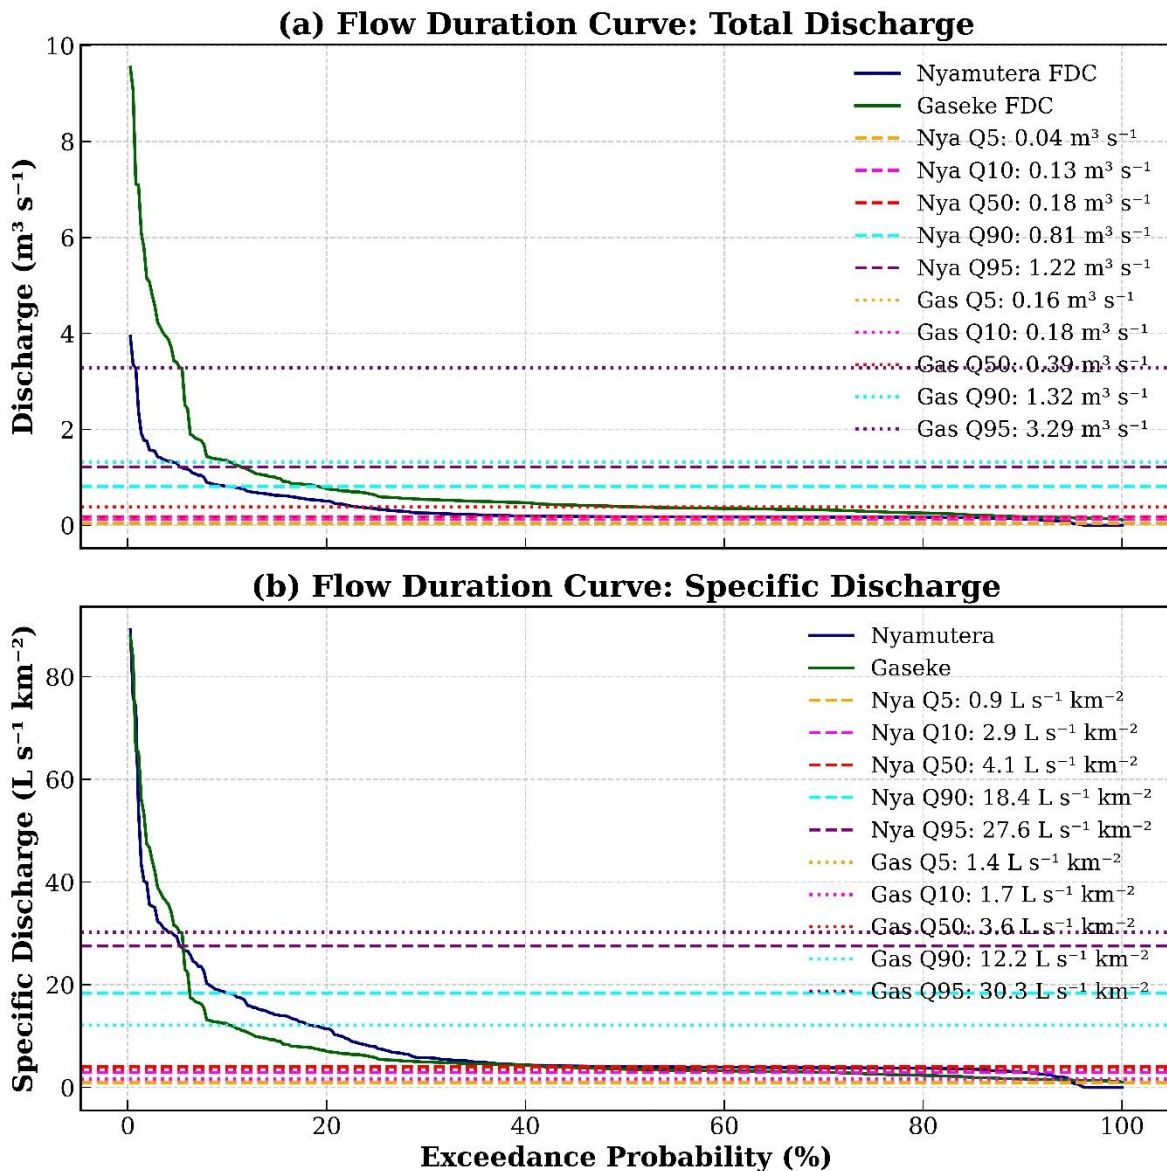 (a) Flow Duration Curve: Total Discharge
10
8
6
4
2
0
Discharge (m³ s⁻¹)
Nyamutera FDC
Gaseke FDC
Nya Q5: 0.04 m³ s⁻¹
Nya Q10: 0.13 m³ s⁻¹
Nya Q50: 0.18 m³ s⁻¹
Nya Q90: 0.81 m³ s⁻¹
Nya Q95: 1.22 m³ s⁻¹
Gas Q5: 0.16 m³ s⁻¹
Gas Q10: 0.18 m³ s⁻¹
Gas Q50: 0.39 m³ s⁻¹
Gas Q90: 1.32 m³ s⁻¹
Gas Q95: 3.29 m³ s⁻¹
(b) Flow Duration Curve: Specific Discharge
80
60
40
20
0
Specific Discharge (L s⁻¹ km⁻²)
Nyamutera
Gaseke
Nya Q5: 0.9 L s⁻¹ km⁻²
Nya Q10: 2.9 L s⁻¹ km⁻²
Nya Q50: 4.1 L s⁻¹ km⁻²
Nya Q90: 18.4 L s⁻¹ km⁻²
Nya Q95: 27.6 L s⁻¹ km⁻²
Gas Q5: 1.4 L s⁻¹ km⁻²
Gas Q10: 1.7 L s⁻¹ km⁻²
Gas Q50: 3.6 L s⁻¹ km⁻²
Gas Q90: 12.2 L s⁻¹ km⁻²
Gas Q95: 30.3 L s⁻¹ km⁻²
0 20 40 60 80 100
Exceedance Probability (%)